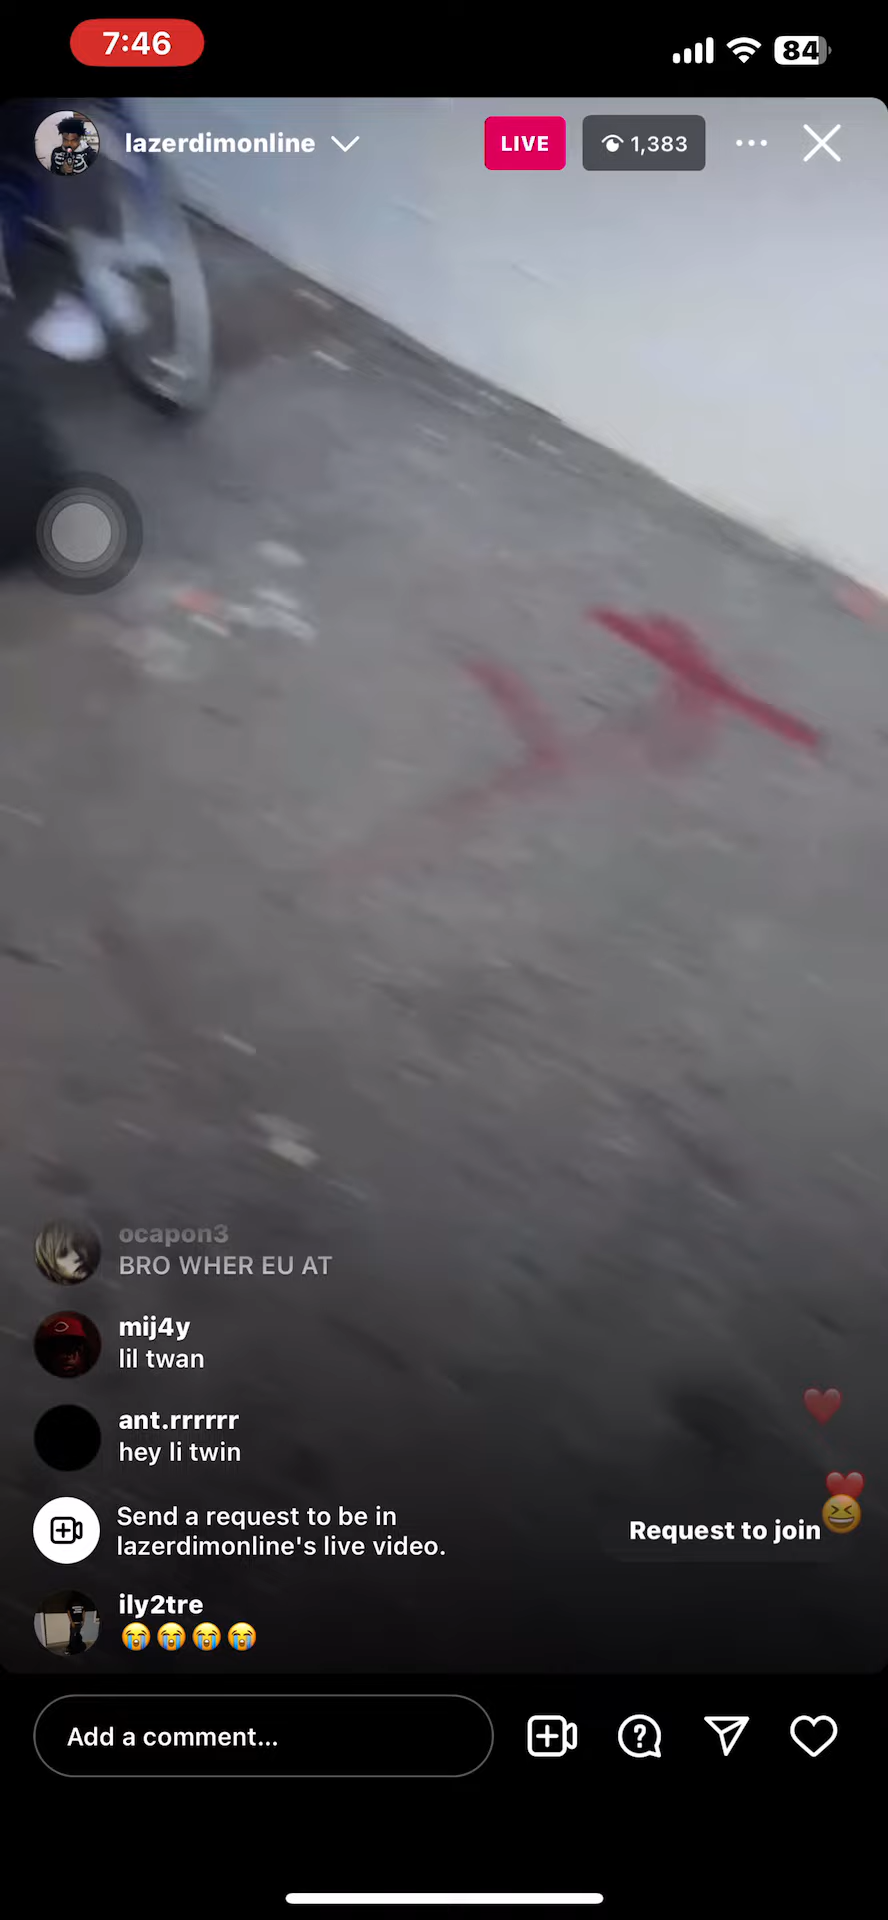 7:46
84
lazerdimonline
LIVE
1,383
ocapon3
BRO WHER EU AT
mij4y
lil twan
ant.rrrrrr
hey li twin
Send a request to be in
lazerdimonline's live video.
Request to join
ily2tre
😭😭😭😭
Add a comment...